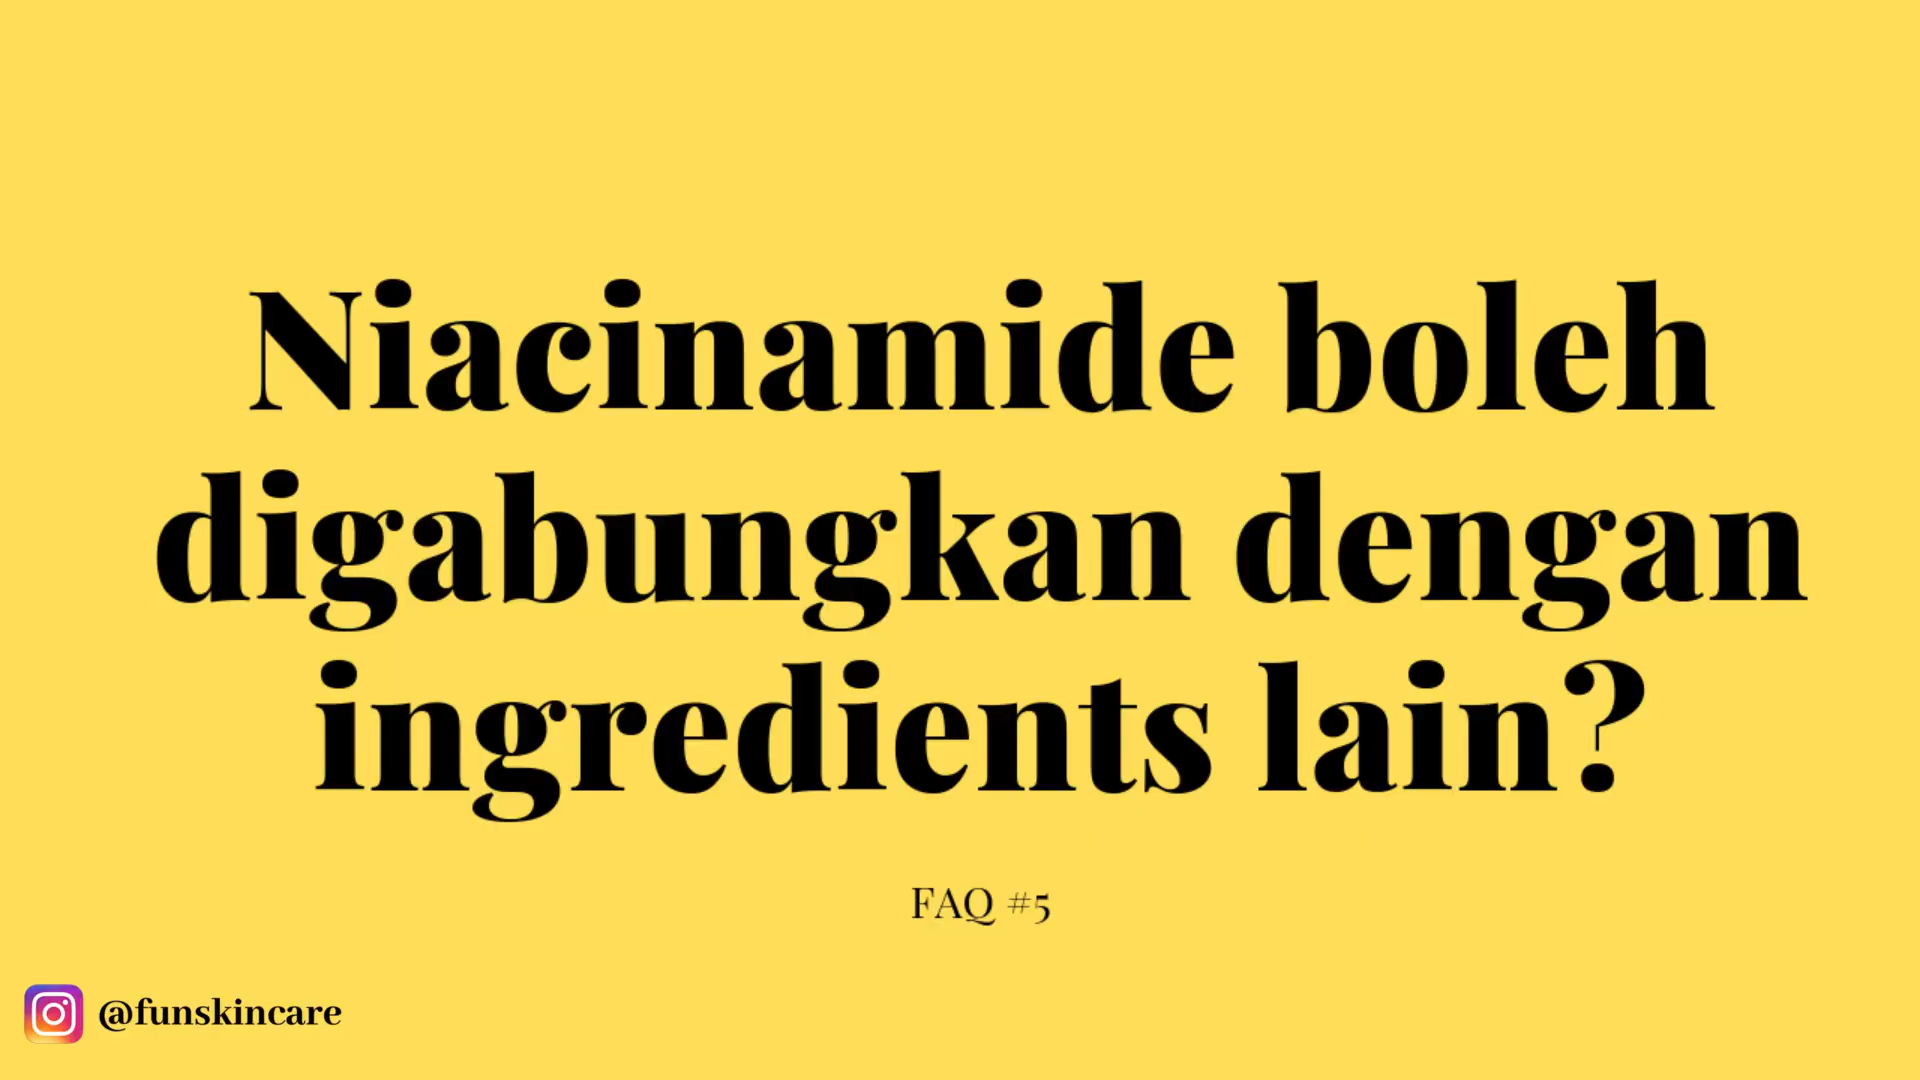 Niacinamide boleh
digabungkan dengan
ingredients lain?
FAQ #5
@funskincare